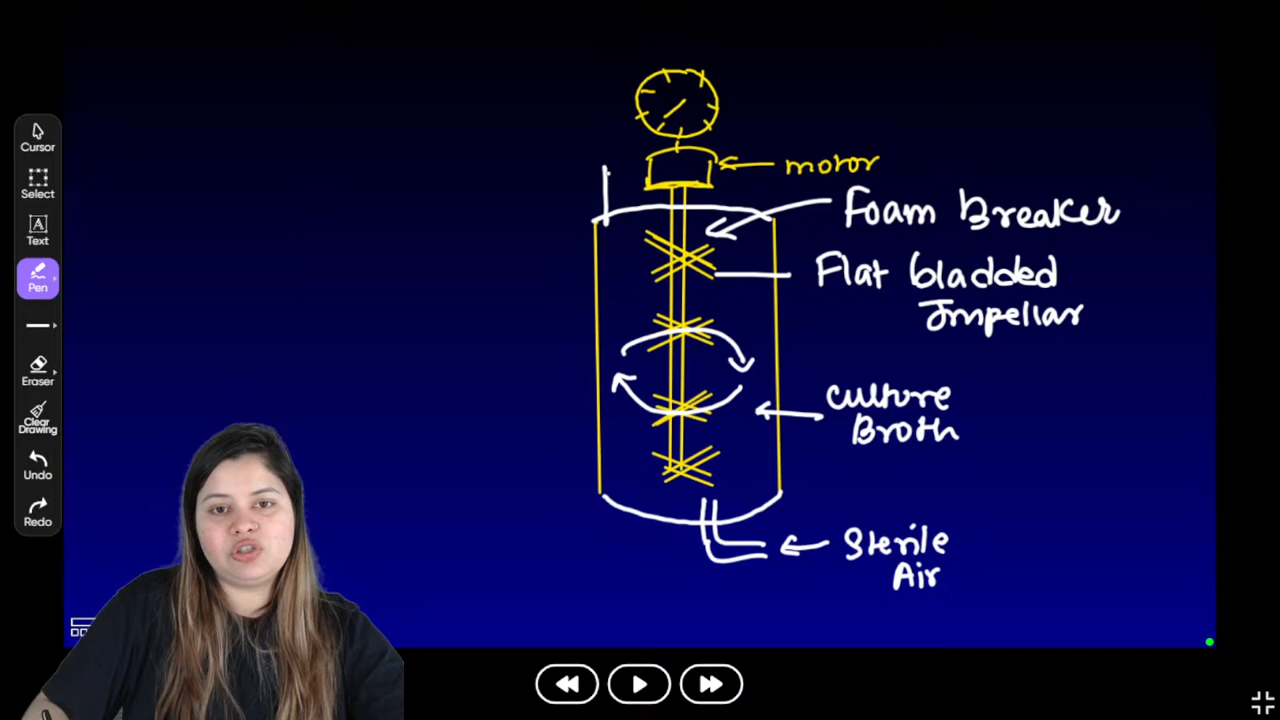 Cursor
Select
Text
Pen
Eraser
Clear
Drawing
Undo
Redo
motor
Foam Breaker
Flat bladded
Impellar
Culture
Broth
Sterile
Air